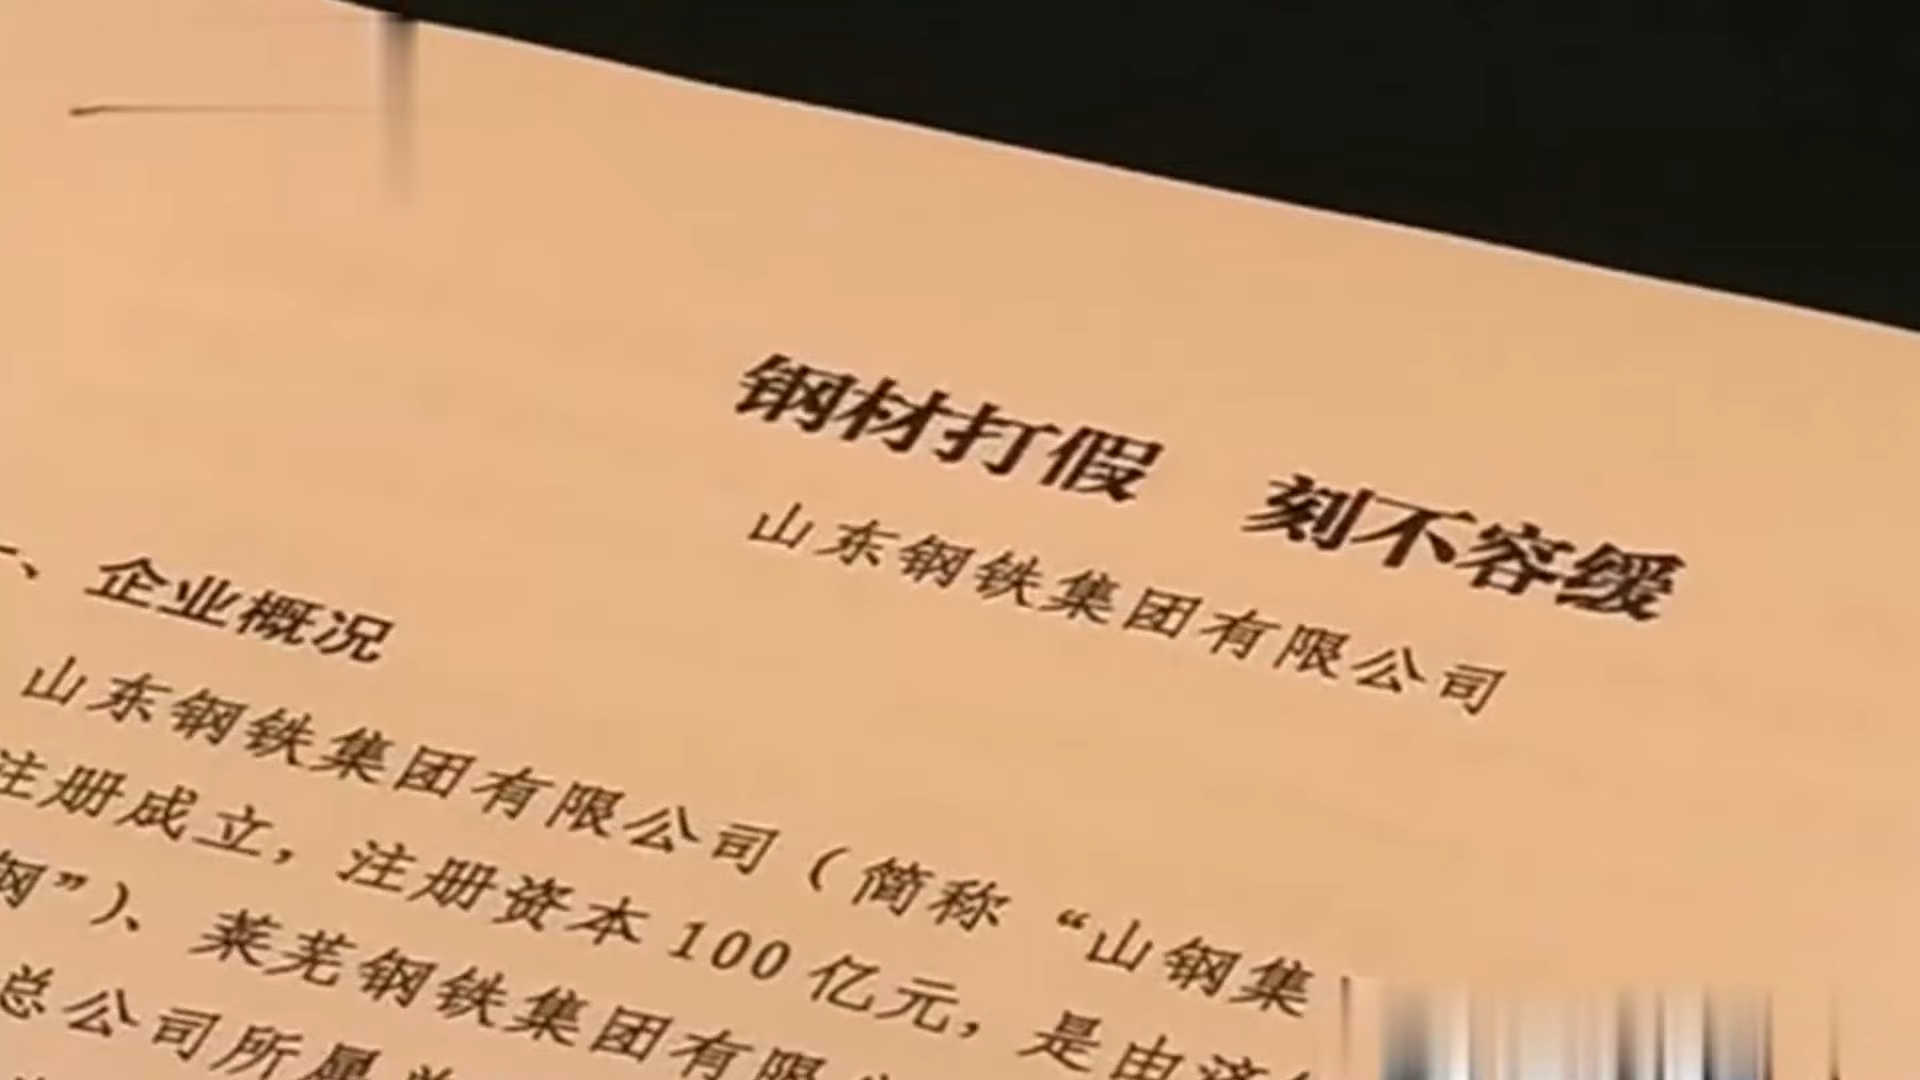 钢材打假　刻不容缓
山东钢铁集团有限公司
一、企业概况
山东钢铁集团有限公司（简称“山钢集
注册成立，注册资本100亿元，是由济
钢”）、莱芜钢铁集团有限
总公司所属单